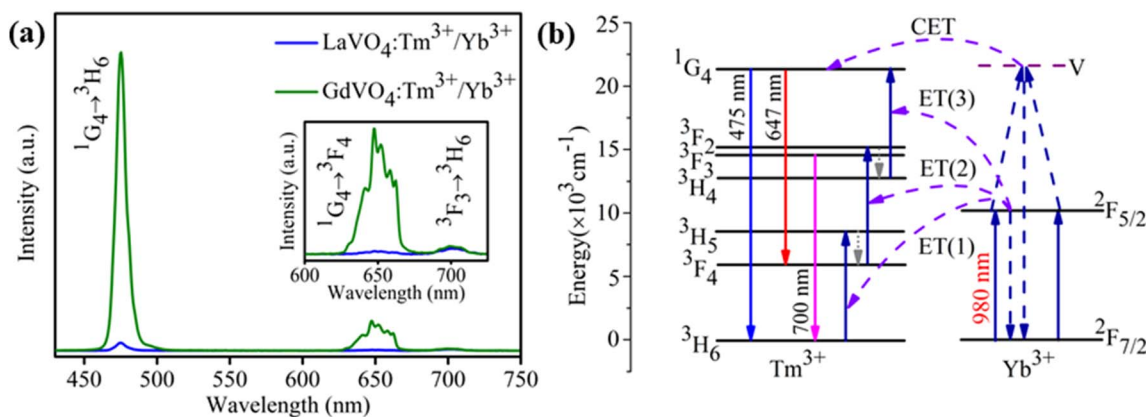 (a)
Intensity (a.u.)
¹G₄→³H₆
LaVO₄:Tm³⁺/Yb³⁺
GdVO₄:Tm³⁺/Yb³⁺
Intensity (a.u.)
¹G₄→³F₄
³F₃→³H₆
600 650 700
Wavelength (nm)
450 500 550 600 650 700 750
Wavelength (nm)
(b)
Energy(×10³cm⁻¹)
25
20
15
10
5
0
CET
¹G₄
V
475 nm
647 nm
ET(3)
³F₂
³F₃
³H₄
ET(2)
²F₅/₂
³H₅
ET(1)
³F₄
700 nm
980 nm
³H₆
²F₇/₂
Tm³⁺
Yb³⁺